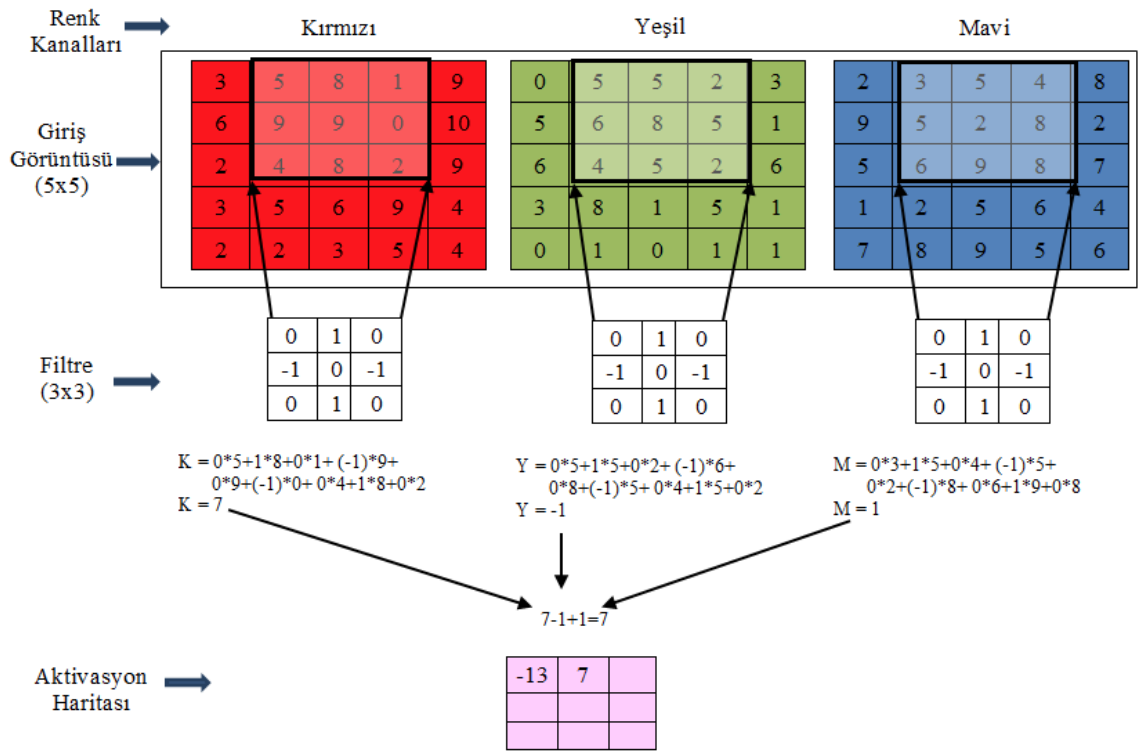 Renk
Kanalları
Kırmızı
Yeşil
Mavi
Giriş
Görüntüsü
(5x5)
3 5 8 1 9
6 9 9 0 10
2 4 8 2 9
3 5 6 9 4
2 2 3 5 4
0 5 5 2 3
5 6 8 5 1
6 4 5 2 6
3 8 1 5 1
0 1 0 1 1
2 3 5 4 8
9 5 2 8 2
5 6 9 8 7
1 2 5 6 4
7 8 9 5 6
Filtre
(3x3)
0 1 0
-1 0 -1
0 1 0
0 1 0
-1 0 -1
0 1 0
0 1 0
-1 0 -1
0 1 0
K = 0*5+1*8+0*1+ (-1)*9+
0*9+(-1)*0+ 0*4+1*8+0*2
K = 7
Y = 0*5+1*5+0*2+ (-1)*6+
0*8+(-1)*5+ 0*4+1*5+0*2
Y = -1
M = 0*3+1*5+0*4+ (-1)*5+
0*2+(-1)*8+ 0*6+1*9+0*8
M = 1
7-1+1=7
Aktivasyon
Haritası
-13 7